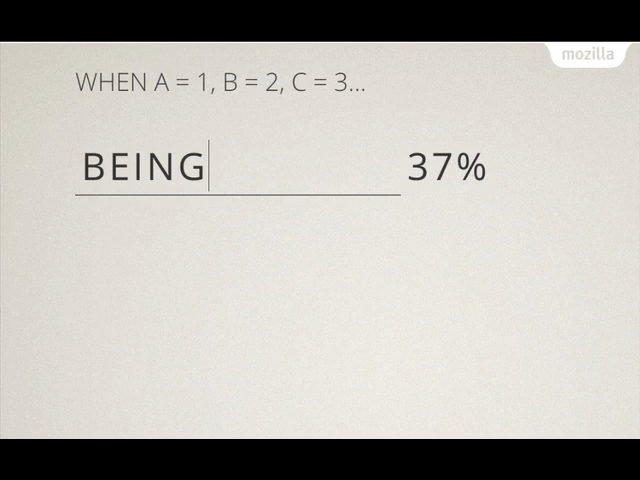 mozilla
WHEN A = 1, B = 2, C = 3...
BEING 37%